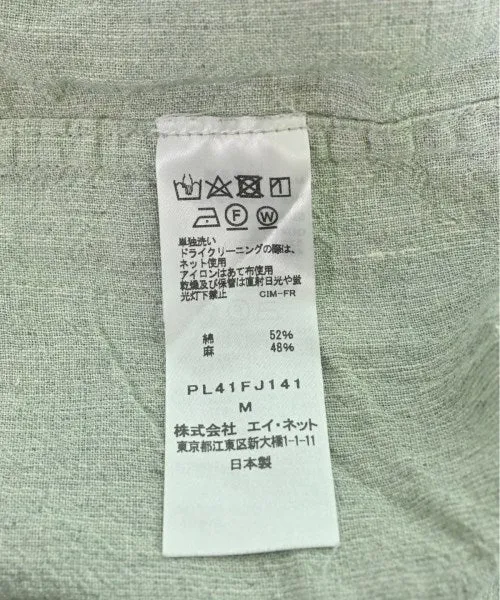 F W
単独洗い
ドライクリーニングの際は、
ネット使用
アイロンはあて布使用
乾燥及び保管は直射日光や蛍
光灯下禁止 CIM-FR
綿 52%
麻 48%
PL41FJ141
M
株式会社 エイ・ネット
東京都江東区新大橋1-1-11
日本製